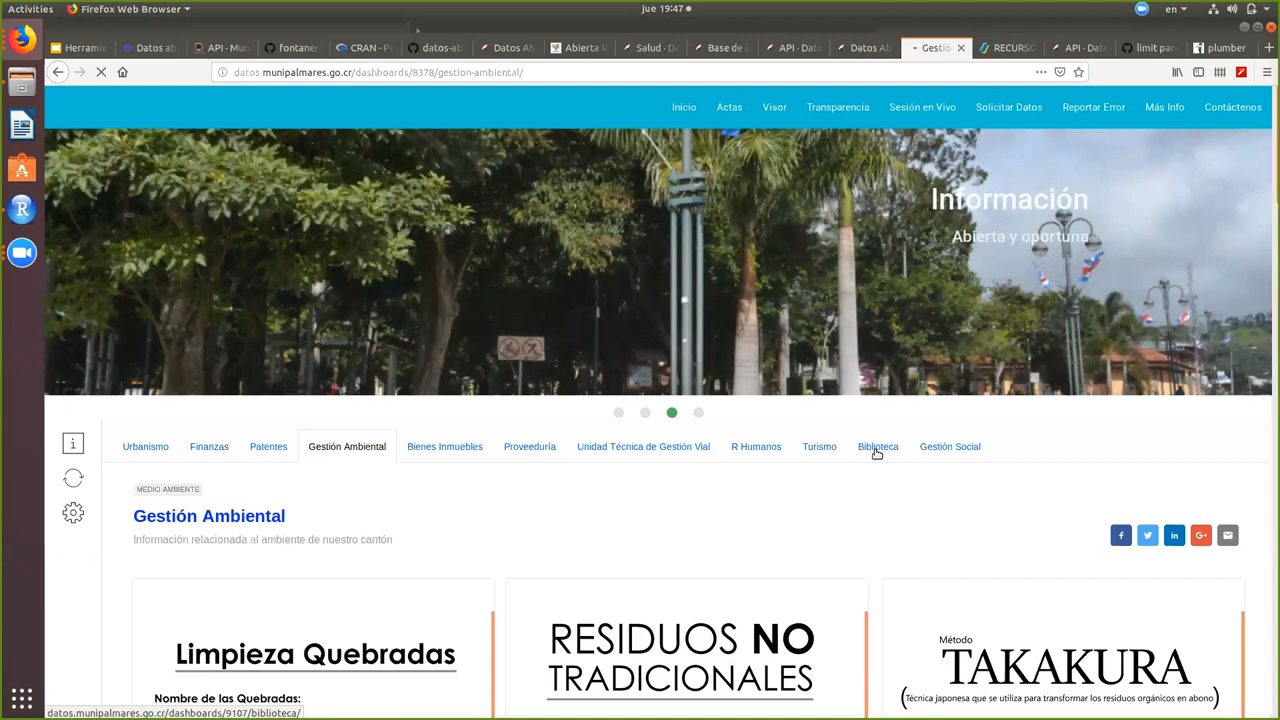 Activities Firefox Web Browser jue 19:47 en
Herramie Datos ab API - Mun Fontaner CRAN - P datos-ab Datos Ab Abierta l Salud - Da Base de d API - Data Datos Ab Gestió RECURSO API - Data limit par plumber
datos.munipalmares.go.cr/dashboards/8378/gestion-ambiental/
Inicio Actas Visor Transparencia Sesión en Vivo Solicitar Datos Reportar Error Más Info Contáctenos
Información
Abierta y oportuna
Urbanismo Finanzas Patentes Gestión Ambiental Bienes Inmuebles Proveeduría Unidad Técnica de Gestión Vial R Humanos Turismo Biblioteca Gestión Social
MEDIO AMBIENTE
Gestión Ambiental
Información relacionada al ambiente de nuestro cantón
Limpieza Quebradas
Nombre de las Quebradas:
RESIDUOS NO
TRADICIONALES
Método
TAKAKURA
(Técnica japonesa que se utiliza para transformar los residuos orgánicos en abono)
datos.munipalmares.go.cr/dashboards/9107/biblioteca/